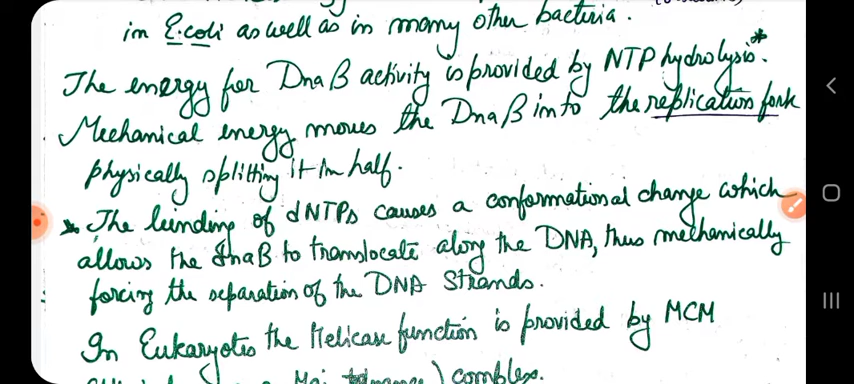 in E.coli as well as in many other bacteria.
The energy for DnaB activity is provided by NTP hydrolysis*.
Mechanical energy moves the DnaB into the replication fork
physically splitting it in half.
* The binding of dNTPs causes a conformational change which
allows the dnaB to translocate along the DNA, thus mechanically
forcing the separation of the DNA strands.
In Eukaryotes the Helicase function is provided by MCM
complex.